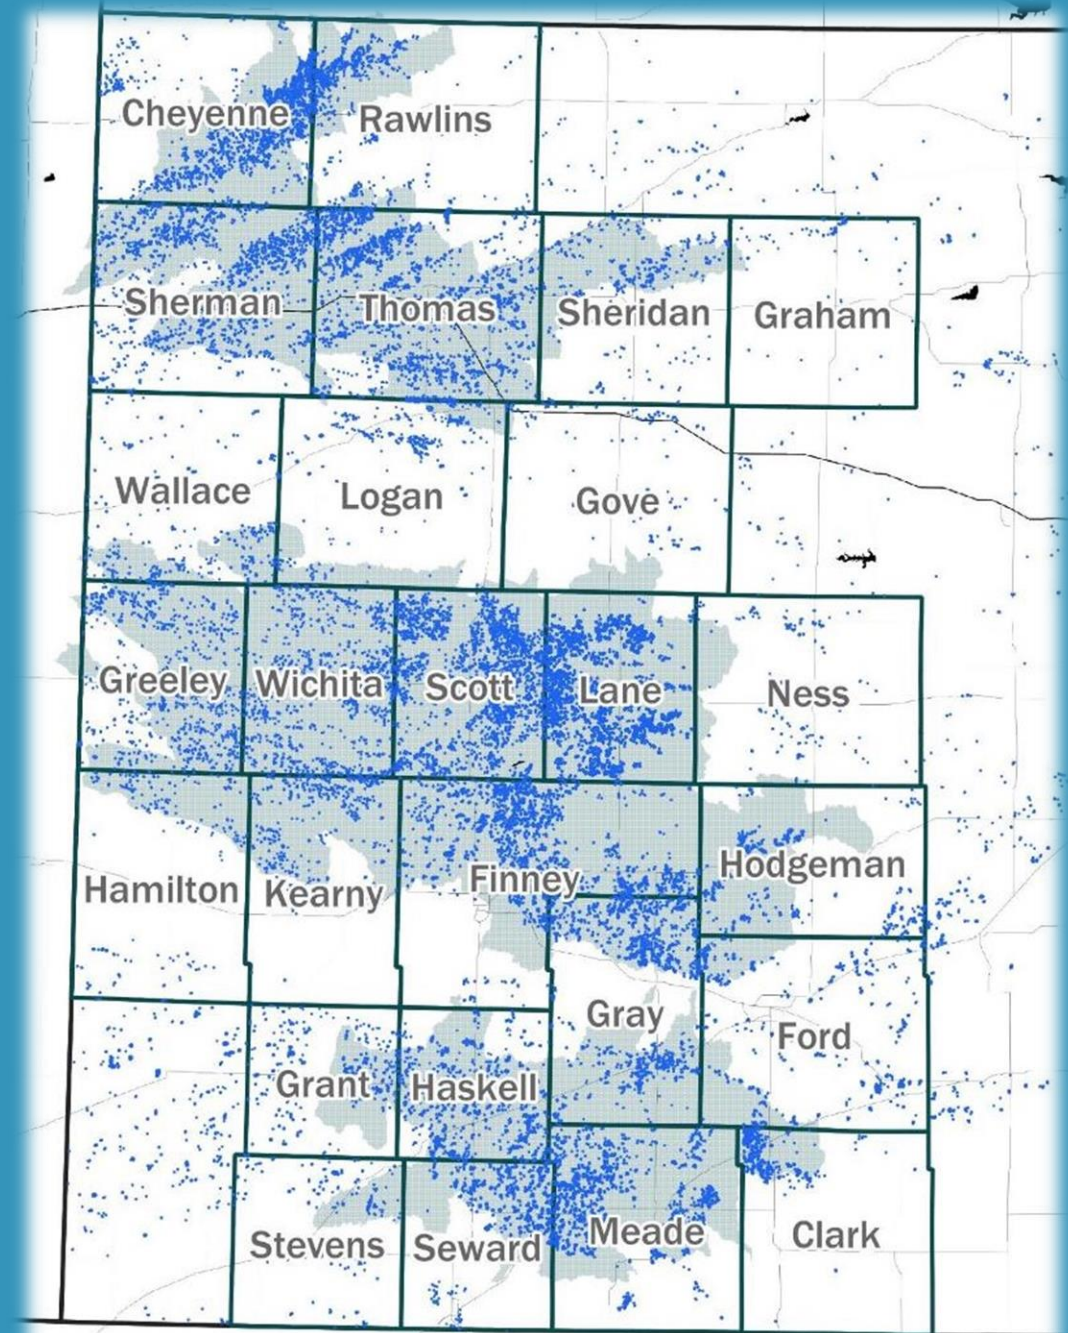 Cheyenne
Rawlins
Sherman
Thomas
Sheridan
Graham
Wallace
Logan
Gove
Greeley
Wichita
Scott
Lane
Ness
Hamilton
Kearny
Finney
Hodgeman
Gray
Ford
Grant
Haskell
Stevens
Seward
Meade
Clark